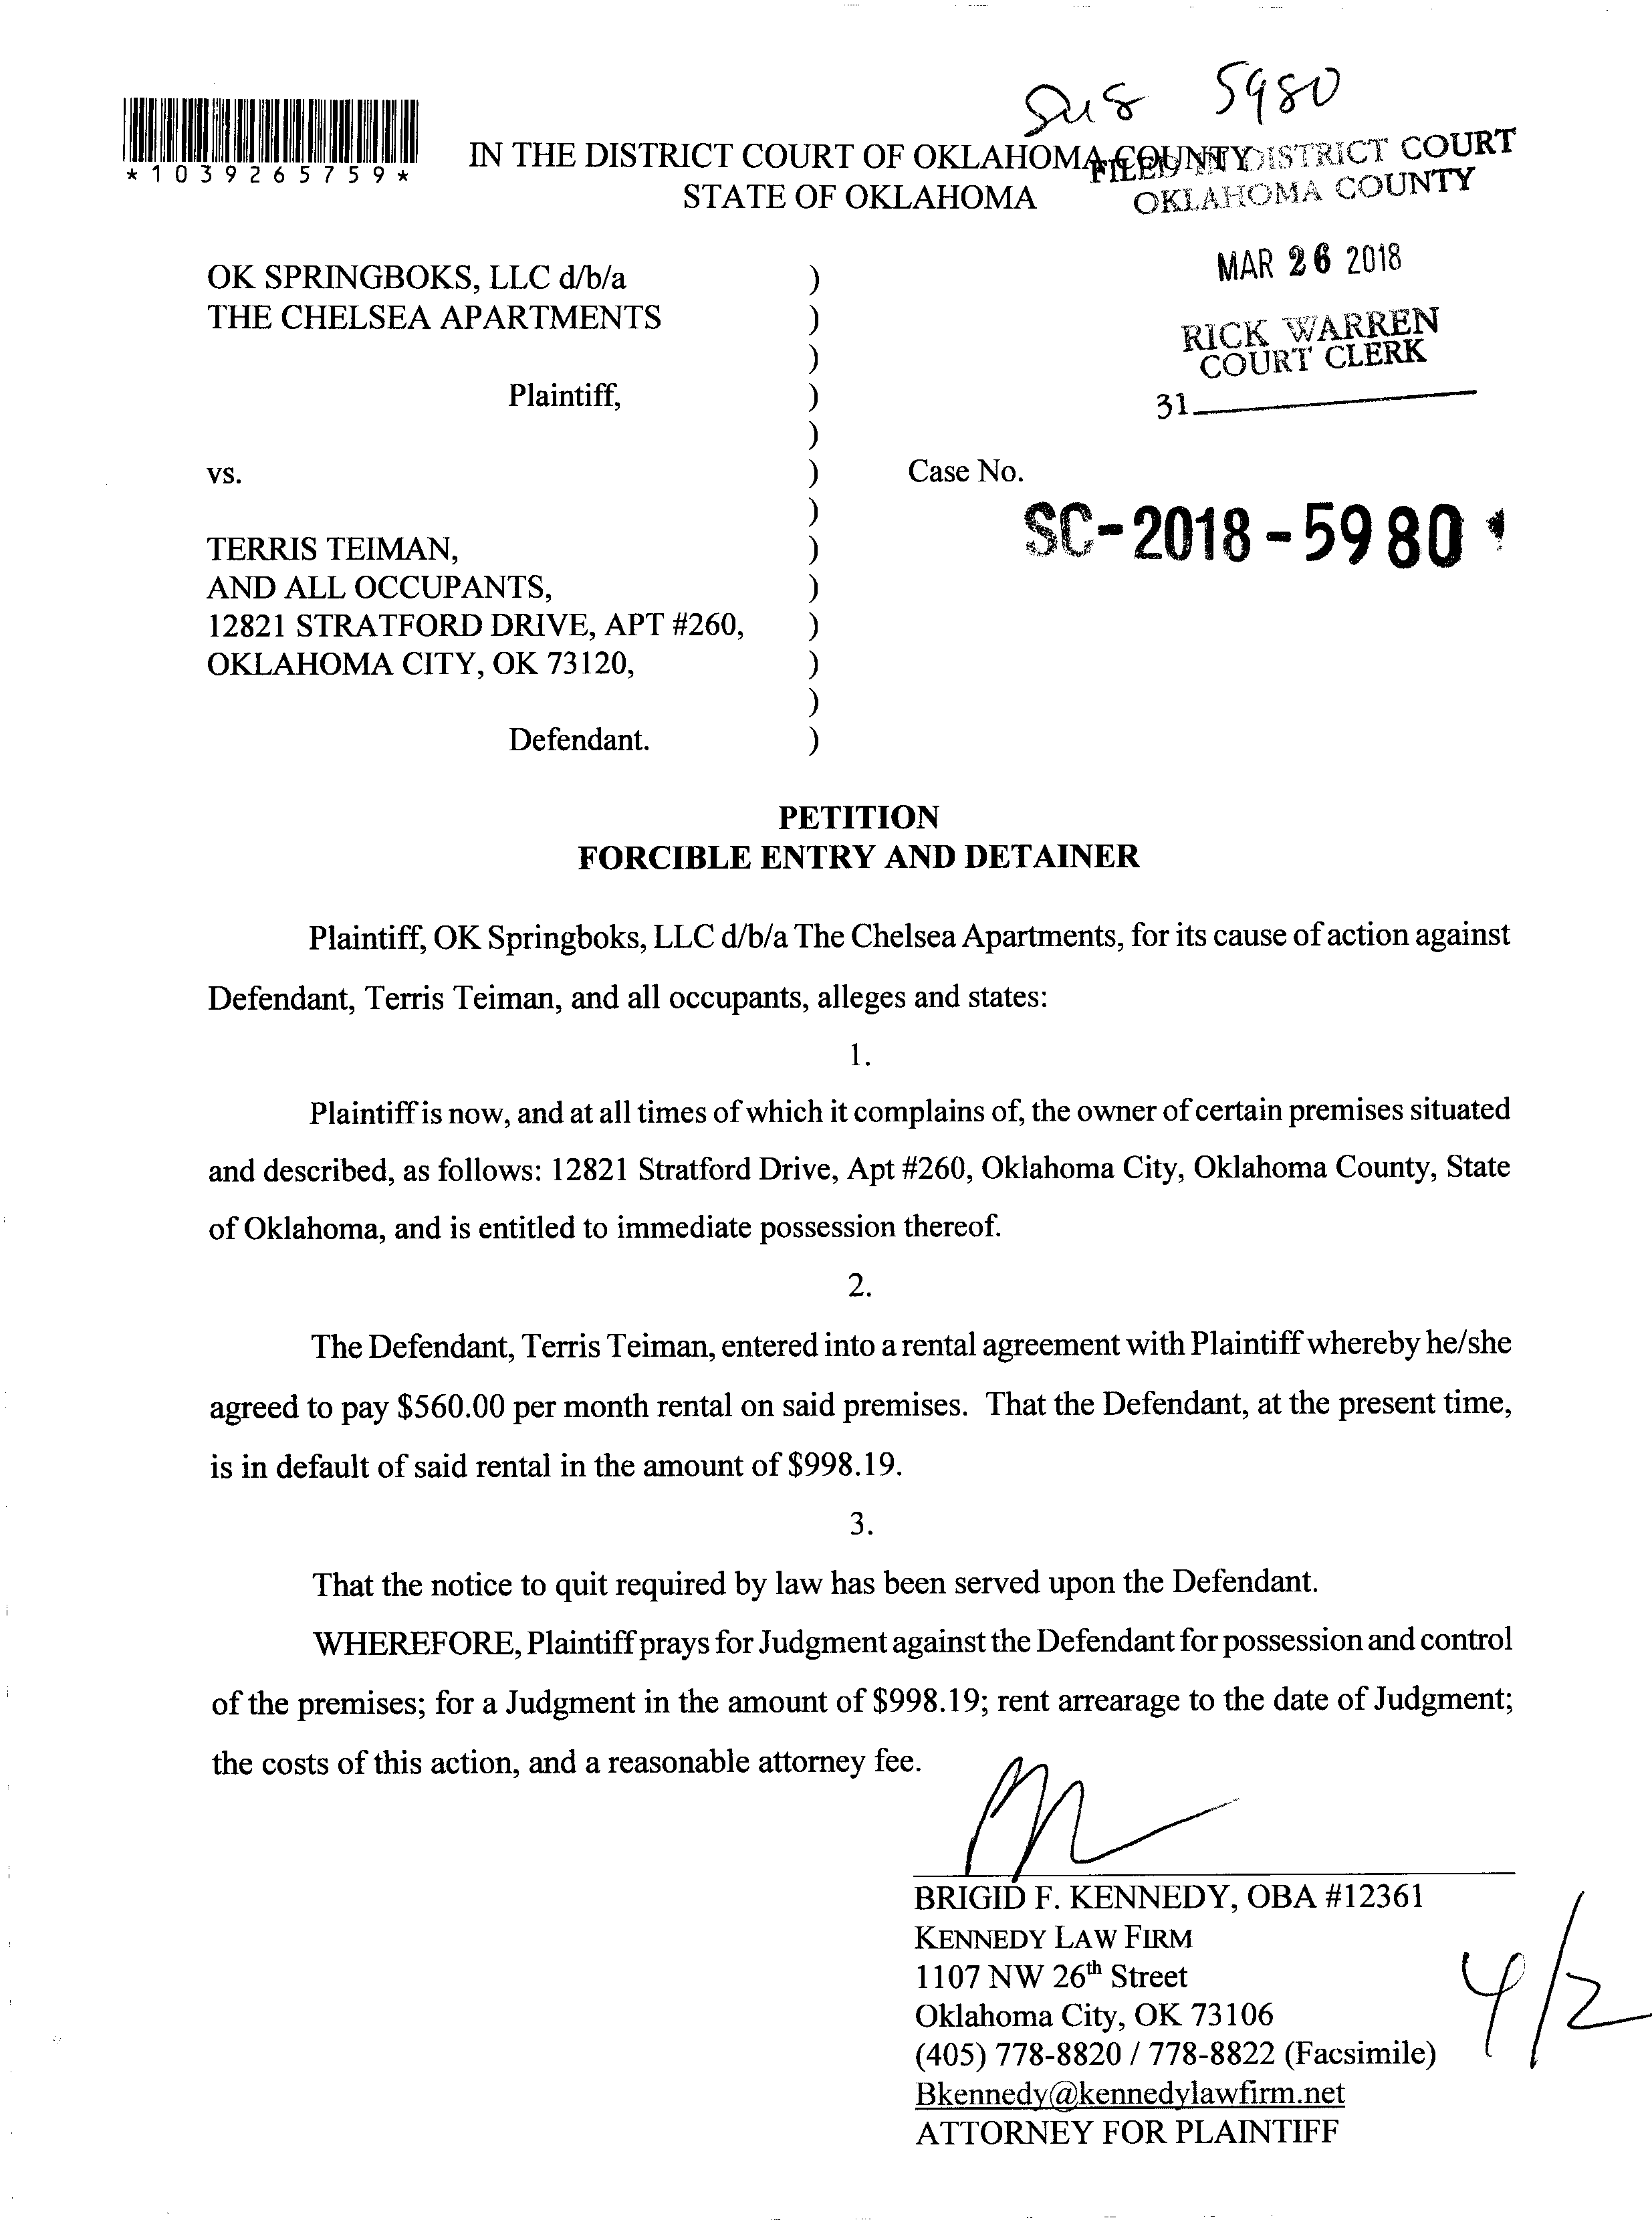 5980
*1039265759*
IN THE DISTRICT COURT OF OKLAHOMA COUNTY
STATE OF OKLAHOMA
FILED IN DISTRICT COURT
OKLAHOMA COUNTY
MAR 26 2018
RICK WARREN
COURT CLERK
31
OK SPRINGBOKS, LLC d/b/a )
THE CHELSEA APARTMENTS )
)
Plaintiff, )
)
vs. ) Case No.
) SC-2018-5980
TERRIS TEIMAN, )
AND ALL OCCUPANTS, )
12821 STRATFORD DRIVE, APT #260, )
OKLAHOMA CITY, OK 73120, )
)
Defendant. )
PETITION
FORCIBLE ENTRY AND DETAINER
Plaintiff, OK Springboks, LLC d/b/a The Chelsea Apartments, for its cause of action against
Defendant, Terris Teiman, and all occupants, alleges and states:
1.
Plaintiff is now, and at all times of which it complains of, the owner of certain premises situated
and described, as follows: 12821 Stratford Drive, Apt #260, Oklahoma City, Oklahoma County, State
of Oklahoma, and is entitled to immediate possession thereof.
2.
The Defendant, Terris Teiman, entered into a rental agreement with Plaintiff whereby he/she
agreed to pay $560.00 per month rental on said premises. That the Defendant, at the present time,
is in default of said rental in the amount of $998.19.
3.
That the notice to quit required by law has been served upon the Defendant.
WHEREFORE, Plaintiff prays for Judgment against the Defendant for possession and control
of the premises; for a Judgment in the amount of $998.19; rent arrearage to the date of Judgment;
the costs of this action, and a reasonable attorney fee.
BRIGID F. KENNEDY, OBA #12361
KENNEDY LAW FIRM
1107 NW 26th Street
Oklahoma City, OK 73106
(405) 778-8820 / 778-8822 (Facsimile)
Bkennedy@kennedylawfirm.net
ATTORNEY FOR PLAINTIFF
4/2